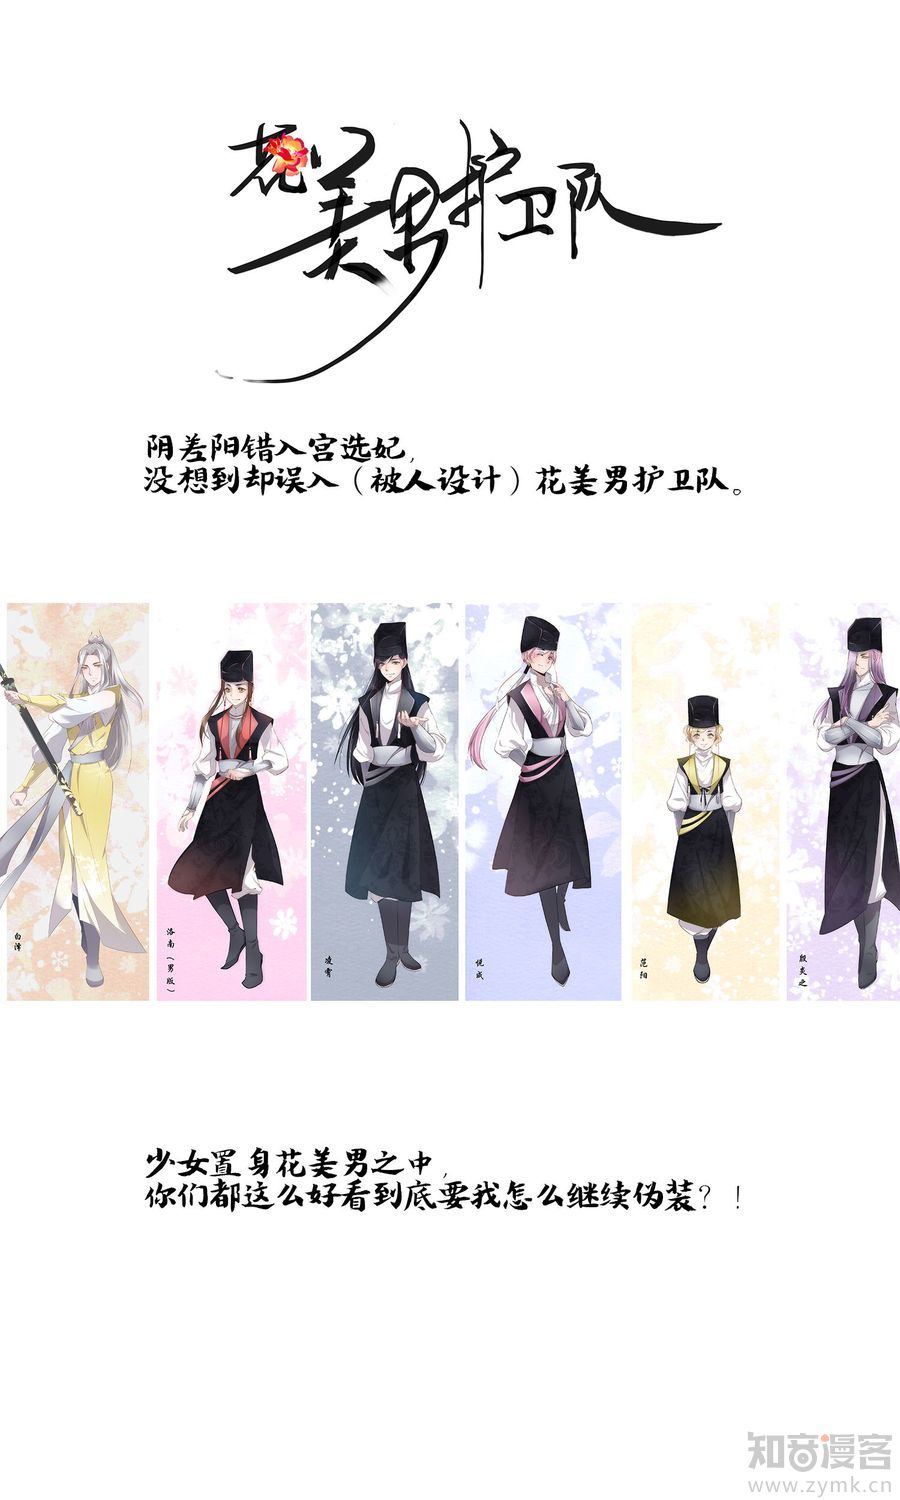 花美男护卫队
阴差阳错入宫选妃，
没想到却误入（被人设计）花美男护卫队。
白泽
洛南（男版）
凌霄
悦成
范阳
殷炎之
少女置身花美男之中，
你们都这么好看到底要我怎么继续伪装？！
知音漫客
www.zymk.cn